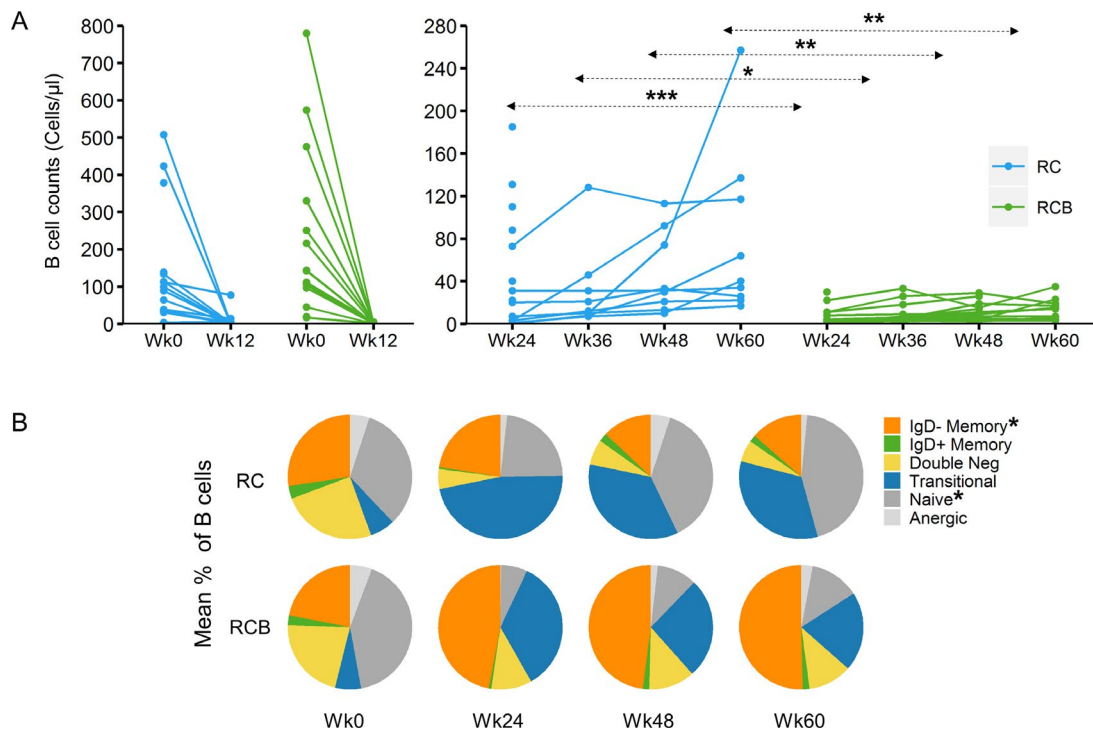 A
B cell counts (Cells/µl)
800
700
600
500
400
300
200
100
0
Wk0 Wk12 Wk0 Wk12
280
240
200
160
120
80
40
0
**
**
*
***
RC
RCB
Wk24 Wk36 Wk48 Wk60 Wk24 Wk36 Wk48 Wk60
B
Mean % of B cells
RC
RCB
IgD- Memory*
IgD+ Memory
Double Neg
Transitional
Naive*
Anergic
Wk0 Wk24 Wk48 Wk60